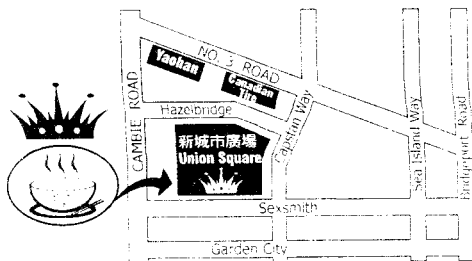 NO. 3 ROAD
Yaohan
Canadian
Tire
Hazelbridge
Capstan Way
CAMBIE ROAD
新城市廣場
Union Square
Sea Island Way
Bridgeport Road
Sexsmith
Garden City